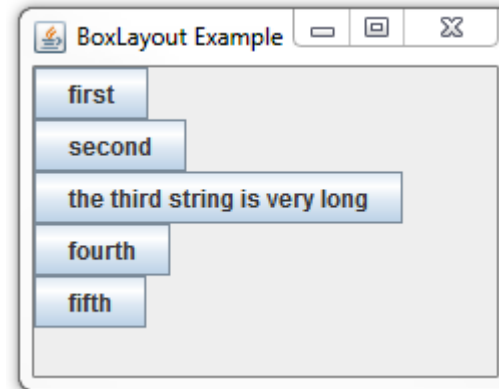 BoxLayout Example
first
second
the third string is very long
fourth
fifth